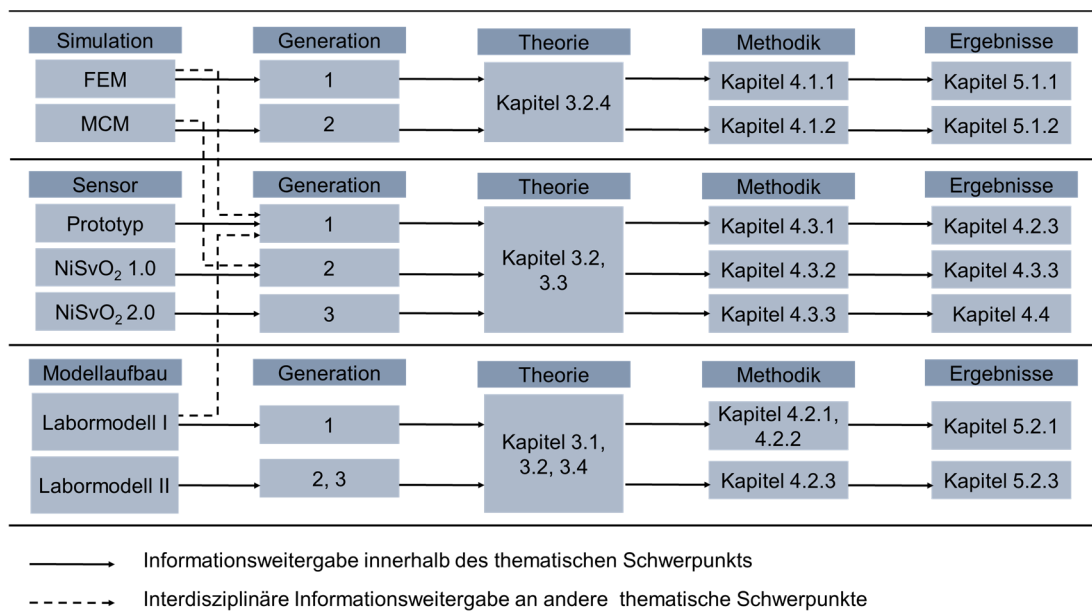 Simulation Generation Theorie Methodik Ergebnisse
FEM 1 Kapitel 3.2.4 Kapitel 4.1.1 Kapitel 5.1.1
MCM 2 Kapitel 4.1.2 Kapitel 5.1.2
Sensor Generation Theorie Methodik Ergebnisse
Prototyp 1 Kapitel 4.3.1 Kapitel 4.2.3
NiSvO₂ 1.0 2 Kapitel 3.2, Kapitel 4.3.2 Kapitel 4.3.3
3.3
NiSvO₂ 2.0 3 Kapitel 4.3.3 Kapitel 4.4
Modellaufbau Generation Theorie Methodik Ergebnisse
Labormodell I 1 Kapitel 3.1, Kapitel 4.2.1, Kapitel 5.2.1
3.2, 3.4 4.2.2
Labormodell II 2, 3 Kapitel 4.2.3 Kapitel 5.2.3
Informationsweitergabe innerhalb des thematischen Schwerpunkts
Interdisziplinäre Informationsweitergabe an andere thematische Schwerpunkte